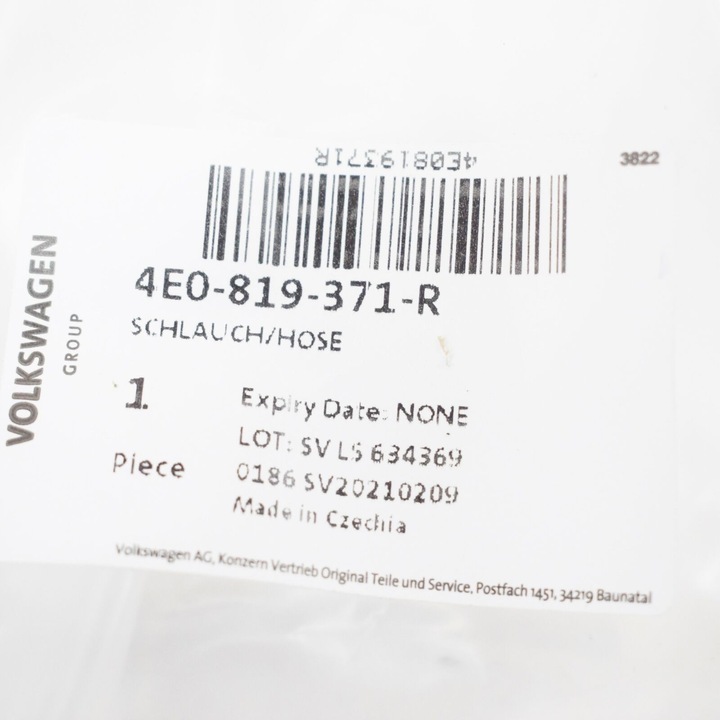 4E0819371R
3822
4E0-819-371-R
SCHLAUCH/HOSE
VOLKSWAGEN
GROUP
1
Piece
Expiry Date: NONE
LOT: SV LS 634369
0186 SV20210209
Made in Czechia
Volkswagen AG, Konzern Vertrieb Original Teile und Service, Postfach 1451, 34219 Baunatal